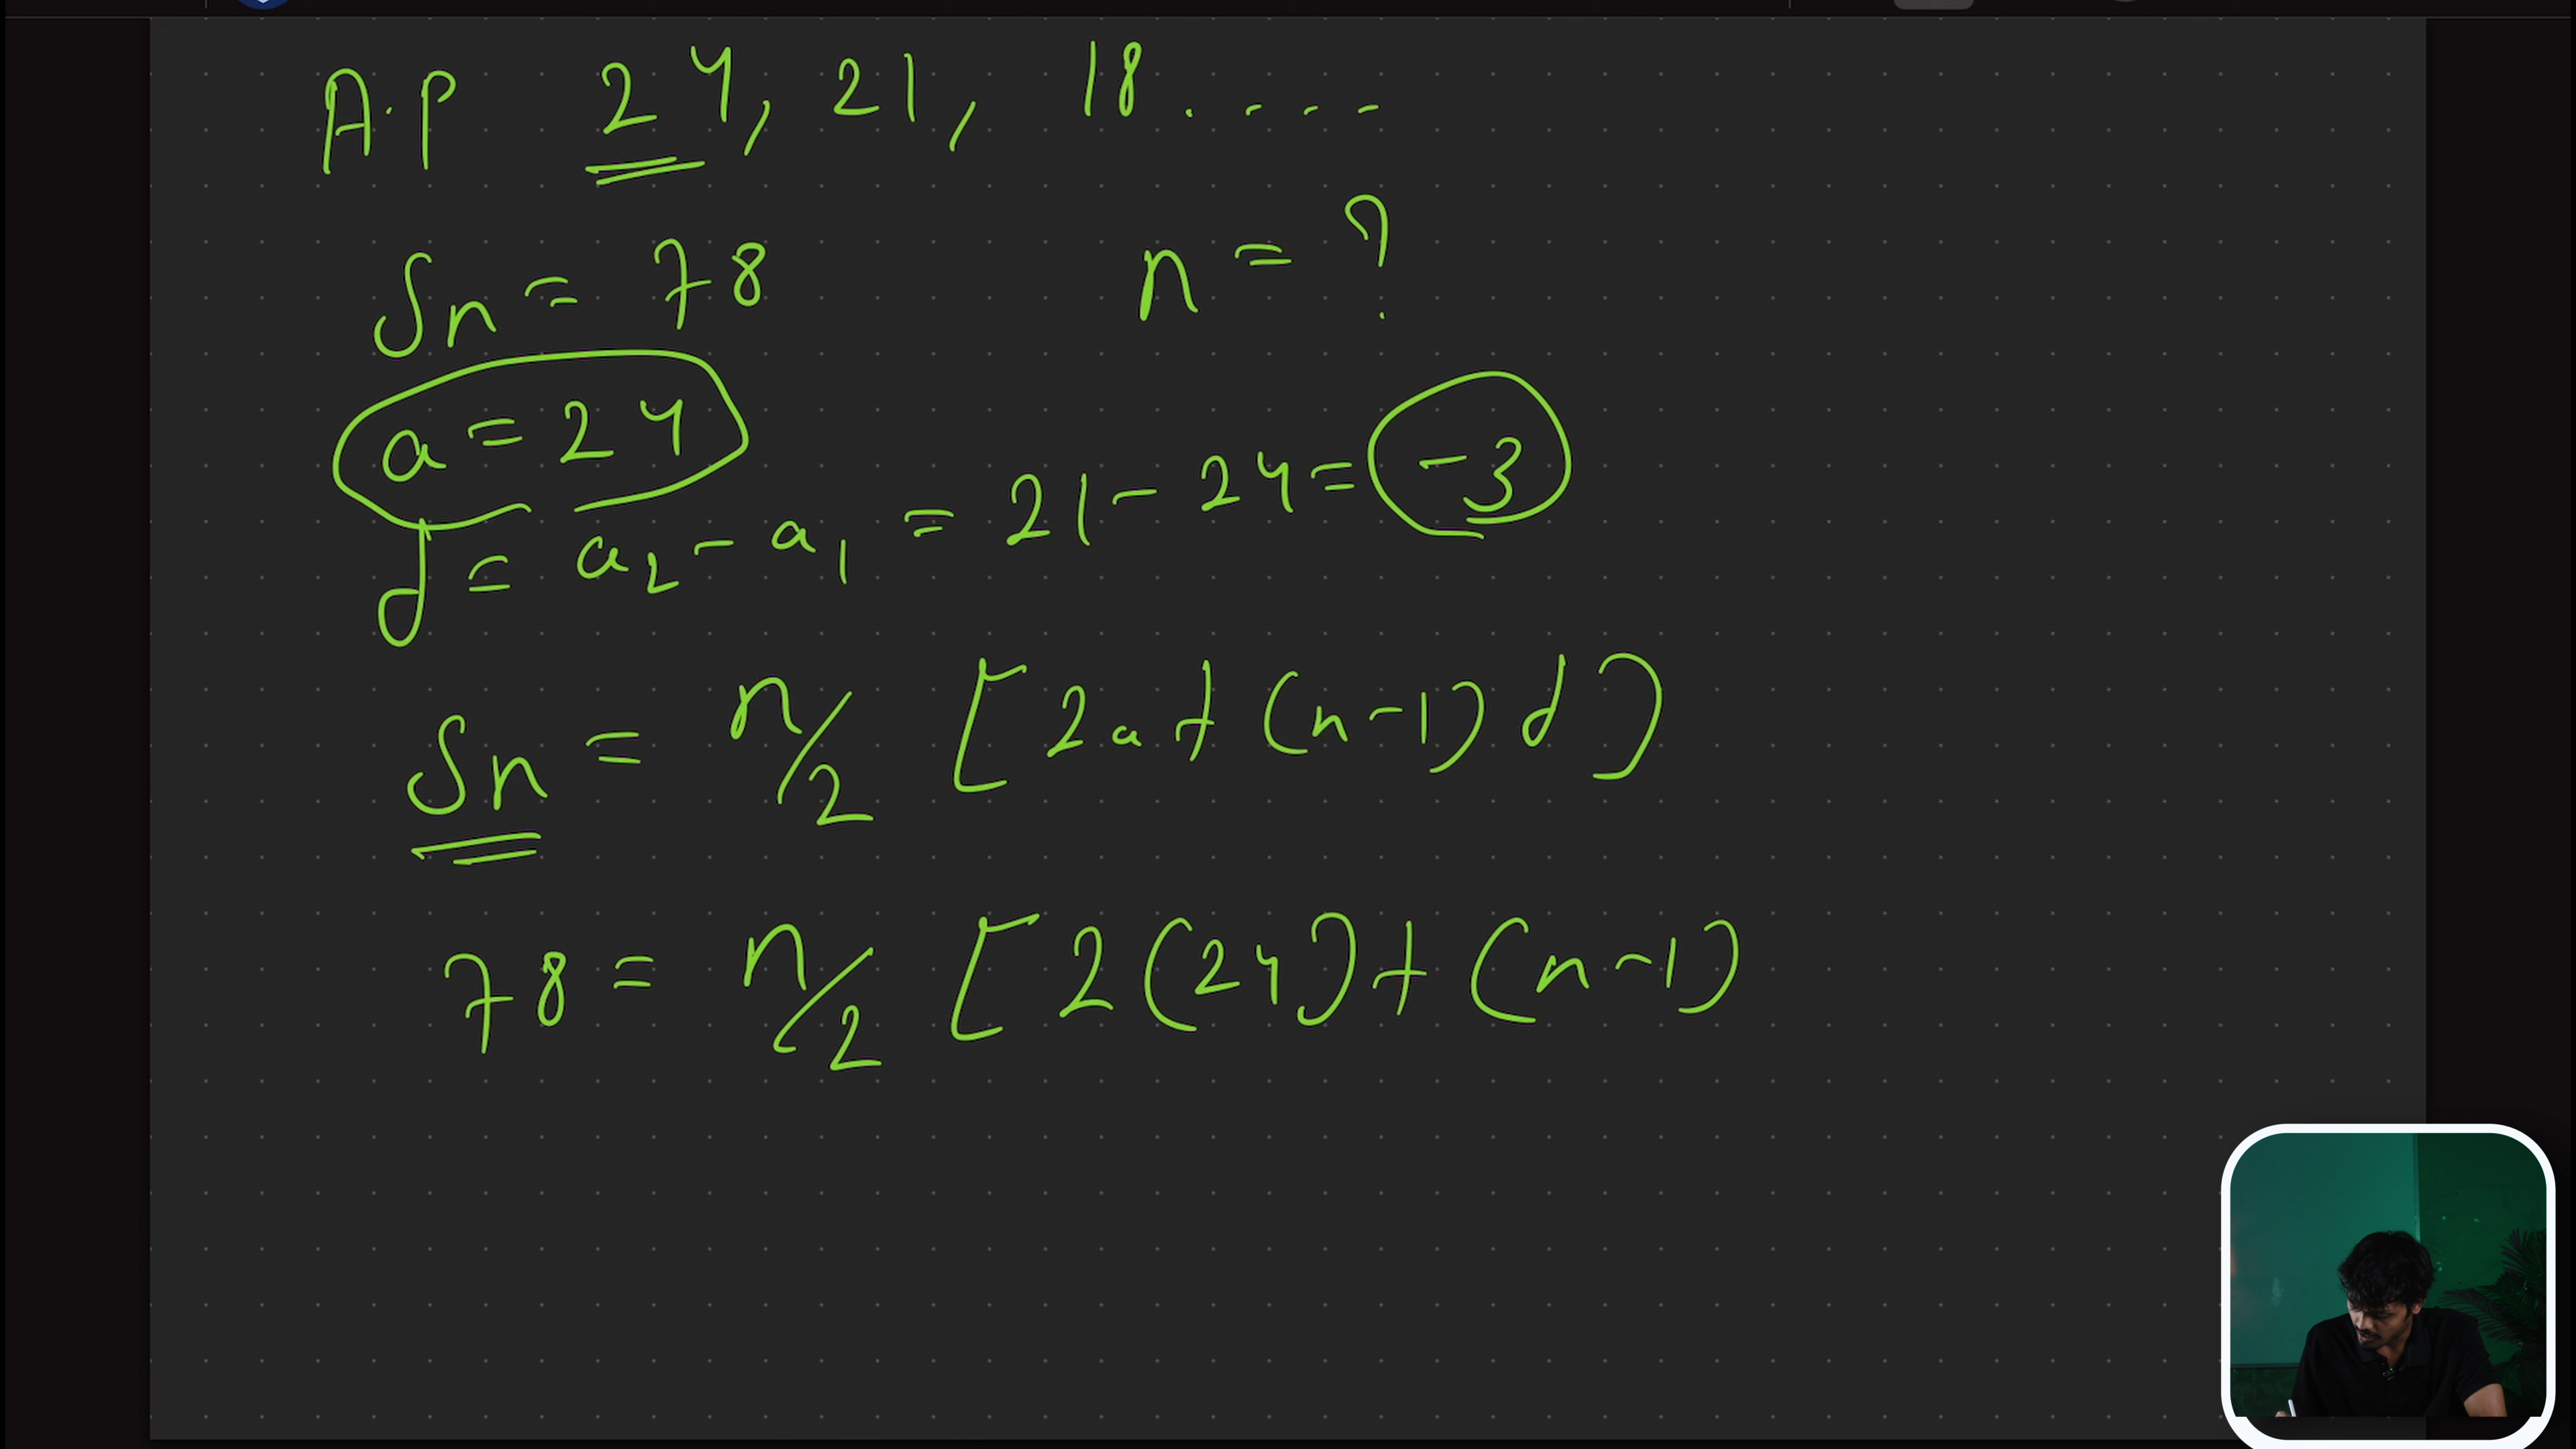 A.P 24, 21, 18 . . . .
Sn = 78 n = ?
a = 24
d = a₂ - a₁ = 21 - 24 = -3
Sn = n/2 [2a + (n-1) d]
78 = n/2 [2(24) + (n-1)